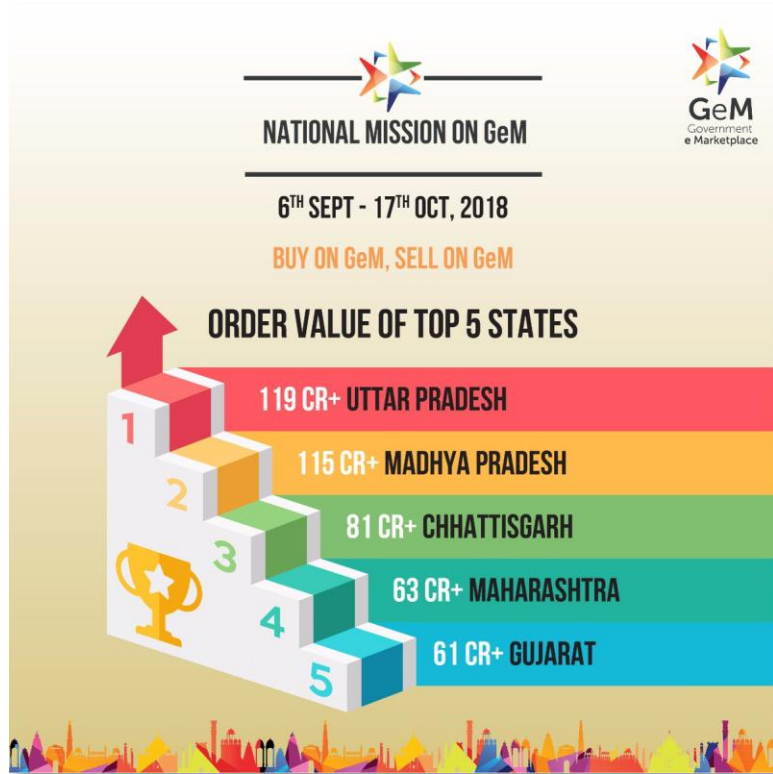 NATIONAL MISSION ON GeM
GeM
Government
e Marketplace
6TH SEPT - 17TH OCT, 2018
BUY ON GeM, SELL ON GeM
ORDER VALUE OF TOP 5 STATES
1 119 CR+ UTTAR PRADESH
2 115 CR+ MADHYA PRADESH
3 81 CR+ CHHATTISGARH
4 63 CR+ MAHARASHTRA
5 61 CR+ GUJARAT